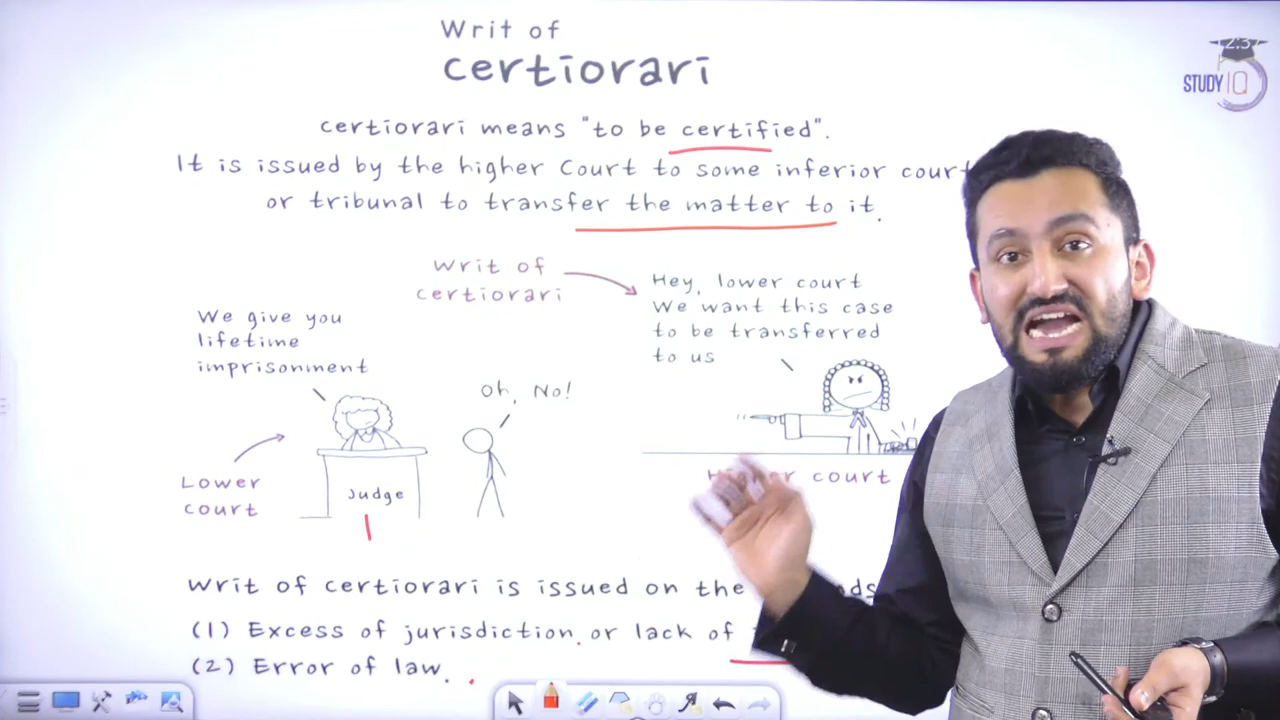 Writ of
certiorari
STUDY IQ
certiorari means "to be certified".
It is issued by the higher Court to some inferior court
or tribunal to transfer the matter to it.
Writ of
certiorari
Hey, lower court
We want this case
to be transferred
to us
We give you
lifetime
imprisonment
Oh, No!
Lower
court
Judge
court
Writ of certiorari is issued on the
(1) Excess of jurisdiction or lack of
(2) Error of law.